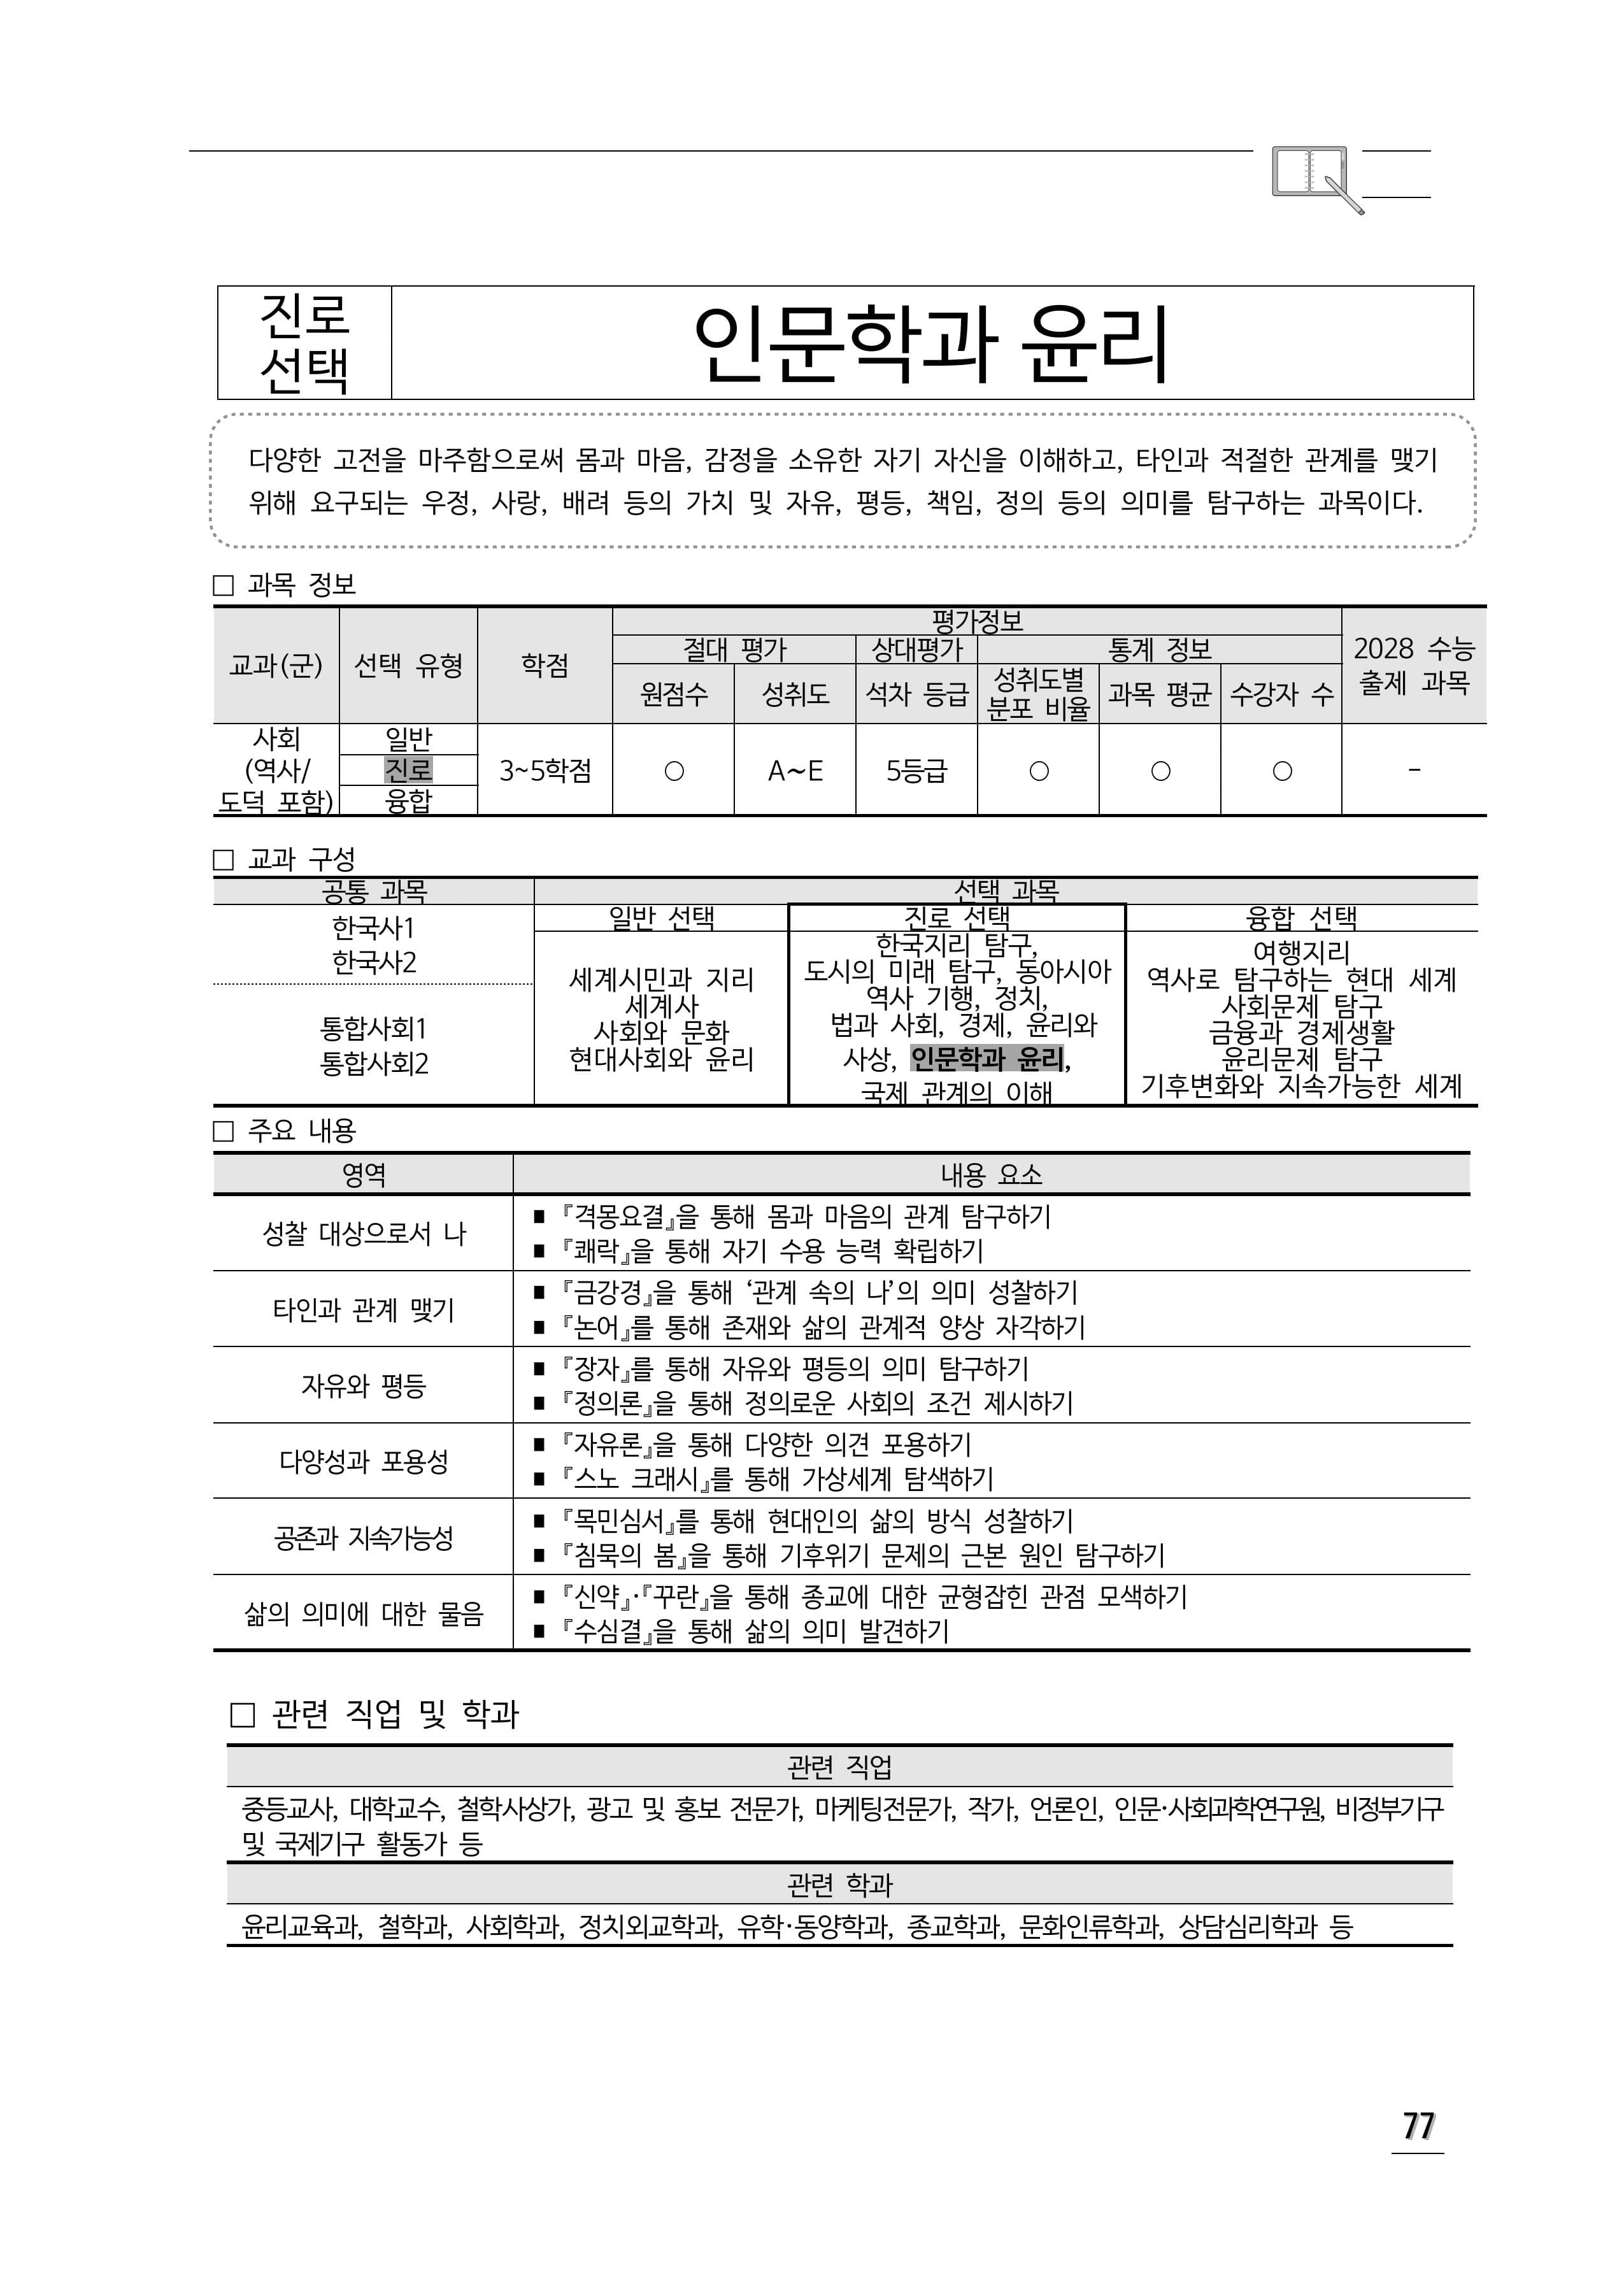 진로
선택
인문학과 윤리
다양한 고전을 마주함으로써 몸과 마음, 감정을 소유한 자기 자신을 이해하고, 타인과 적절한 관계를 맺기
위해 요구되는 우정, 사랑, 배려 등의 가치 및 자유, 평등, 책임, 정의 등의 의미를 탐구하는 과목이다.
□ 과목 정보
교과(군)
선택 유형
학점
평가정보
2028 수능
출제 과목
절대 평가
상대평가
통계 정보
원점수
성취도
석차 등급
성취도별
분포 비율
과목 평균
수강자 수
사회
(역사/
도덕 포함)
일반
진로
융합
3~5학점
○
A~E
5등급
○
○
○
-
□ 교과 구성
공통 과목
선택 과목
한국사1
한국사2
통합사회1
통합사회2
일반 선택
세계시민과 지리
세계사
사회와 문화
현대사회와 윤리
진로 선택
한국지리 탐구,
도시의 미래 탐구, 동아시아
역사 기행, 정치,
법과 사회, 경제, 윤리와
사상, 인문학과 윤리,
국제 관계의 이해
융합 선택
여행지리
역사로 탐구하는 현대 세계
사회문제 탐구
금융과 경제생활
윤리문제 탐구
기후변화와 지속가능한 세계
□ 주요 내용
영역
내용 요소
성찰 대상으로서 나
■ 『격몽요결』을 통해 몸과 마음의 관계 탐구하기
■ 『쾌락』을 통해 자기 수용 능력 확립하기
타인과 관계 맺기
■ 『금강경』을 통해 ‘관계 속의 나’의 의미 성찰하기
■ 『논어』를 통해 존재와 삶의 관계적 양상 자각하기
자유와 평등
■ 『장자』를 통해 자유와 평등의 의미 탐구하기
■ 『정의론』을 통해 정의로운 사회의 조건 제시하기
다양성과 포용성
■ 『자유론』을 통해 다양한 의견 포용하기
■ 『스노 크래시』를 통해 가상세계 탐색하기
공존과 지속가능성
■ 『목민심서』를 통해 현대인의 삶의 방식 성찰하기
■ 『침묵의 봄』을 통해 기후위기 문제의 근본 원인 탐구하기
삶의 의미에 대한 물음
■ 『신약』·『꾸란』을 통해 종교에 대한 균형잡힌 관점 모색하기
■ 『수심결』을 통해 삶의 의미 발견하기
□ 관련 직업 및 학과
관련 직업
중등교사, 대학교수, 철학사상가, 광고 및 홍보 전문가, 마케팅전문가, 작가, 언론인, 인문·사회과학연구원, 비정부기구
및 국제기구 활동가 등
관련 학과
윤리교육과, 철학과, 사회학과, 정치외교학과, 유학·동양학과, 종교학과, 문화인류학과, 상담심리학과 등
77